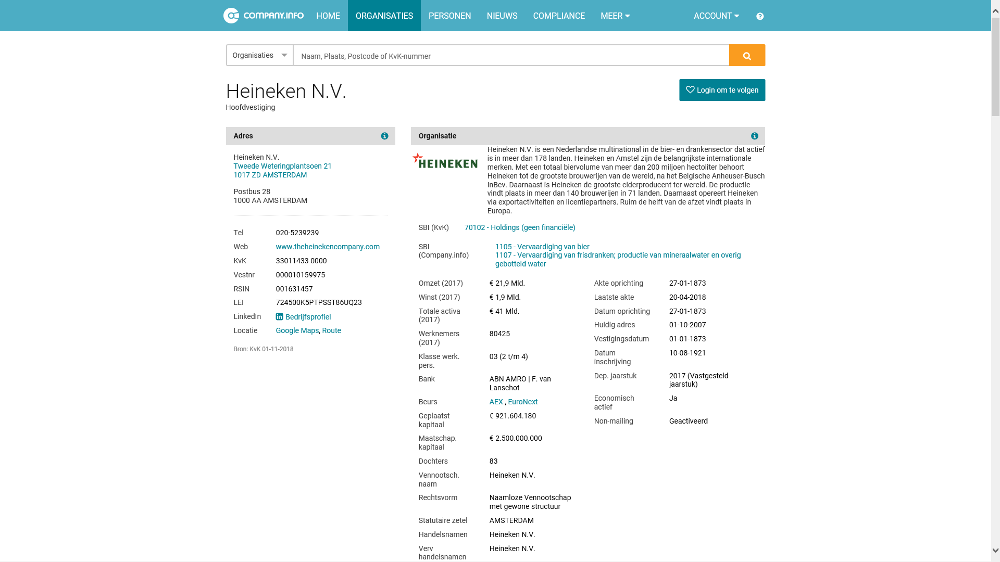 COMPANY.INFO HOME ORGANISATIES PERSONEN NIEUWS COMPLIANCE MEER ACCOUNT ?
Organisaties Naam, Plaats, Postcode of KvK-nummer
Heineken N.V.
Login om te volgen
Hoofdvestiging
Adres
Heineken N.V.
Tweede Weteringplantsoen 21
1017 ZD AMSTERDAM
Postbus 28
1000 AA AMSTERDAM
Tel 020-5239239
Web www.theheinekencompany.com
KvK 33011433 0000
Vestnr 000010159975
RSIN 001631457
LEI 724500K5PTPSST86UQ23
LinkedIn in Bedrijfsprofiel
Locatie Google Maps, Route
Bron: KvK 01-11-2018
Organisatie
HEINEKEN
Heineken N.V. is een Nederlandse multinational in de bier- en drankensector dat actief
is in meer dan 178 landen. Heineken en Amstel zijn de belangrijkste internationale
merken. Met een totaal biervolume van meer dan 200 miljoen hectoliter behoort
Heineken tot de grootste brouwerijen van de wereld, na het Belgische Anheuser-Busch
InBev. Daarnaast is Heineken de grootste ciderproducent ter wereld. De productie
vindt plaats in meer dan 140 brouwerijen in 71 landen. Daarnaast opereert Heineken
via exportactiviteiten en licentiepartners. Ruim de helft van de afzet vindt plaats in
Europa.
SBI (KvK) 70102 - Holdings (geen financiële)
SBI
(Company.info)
1105 - Vervaardiging van bier
1107 - Vervaardiging van frisdranken; productie van mineraalwater en overig
gebotteld water
Omzet (2017) € 21,9 Mld.
Winst (2017) € 1,9 Mld.
Totale activa € 41 Mld.
(2017)
Werknemers 80425
(2017)
Klasse werk. 03 (2 t/m 4)
pers.
Bank ABN AMRO | F. van
Lanschot
Beurs AEX , EuroNext
Geplaatst € 921.604.180
kapitaal
Maatschap. € 2.500.000.000
kapitaal
Dochters 83
Vennootsch. Heineken N.V.
naam
Rechtsvorm Naamloze Vennootschap
met gewone structuur
Statutaire zetel AMSTERDAM
Handelsnamen Heineken N.V.
Verv Heineken N.V.
handelsnamen
Akte oprichting 27-01-1873
Laatste akte 20-04-2018
Datum oprichting 27-01-1873
Huidig adres 01-10-2007
Vestigingsdatum 01-01-1873
Datum 10-08-1921
inschrijving
Dep. jaarstuk 2017 (Vastgesteld
jaarstuk)
Economisch Ja
actief
Non-mailing Geactiveerd